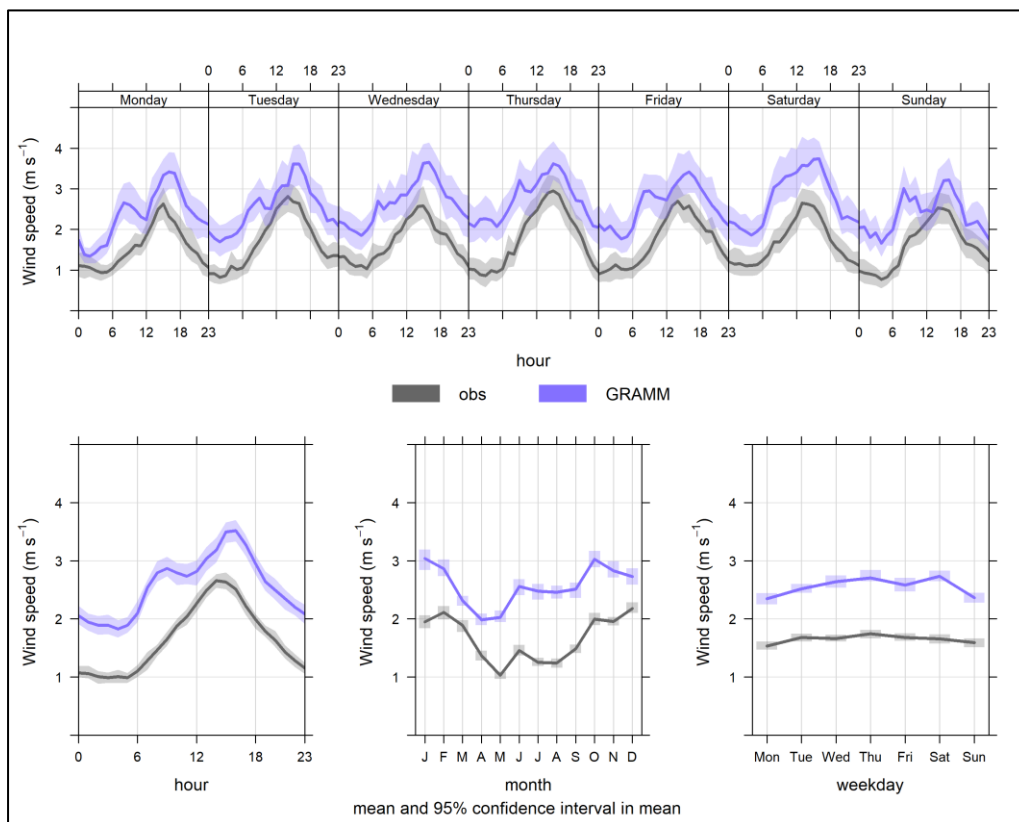 0 6 12 18 23 0 6 12 18 23 0 6 12 18 23
Monday Tuesday Wednesday Thursday Friday Saturday Sunday
Wind speed (m s⁻¹)
4
3
2
1
0 6 12 18 23 0 6 12 18 23 0 6 12 18 23 0 6 12 18 23
hour
obs GRAMM
Wind speed (m s⁻¹)
4
3
2
1
0 6 12 18 23
hour
Wind speed (m s⁻¹)
4
3
2
1
J F M A M J J A S O N D
month
Wind speed (m s⁻¹)
4
3
2
1
Mon Tue Wed Thu Fri Sat Sun
weekday
mean and 95% confidence interval in mean